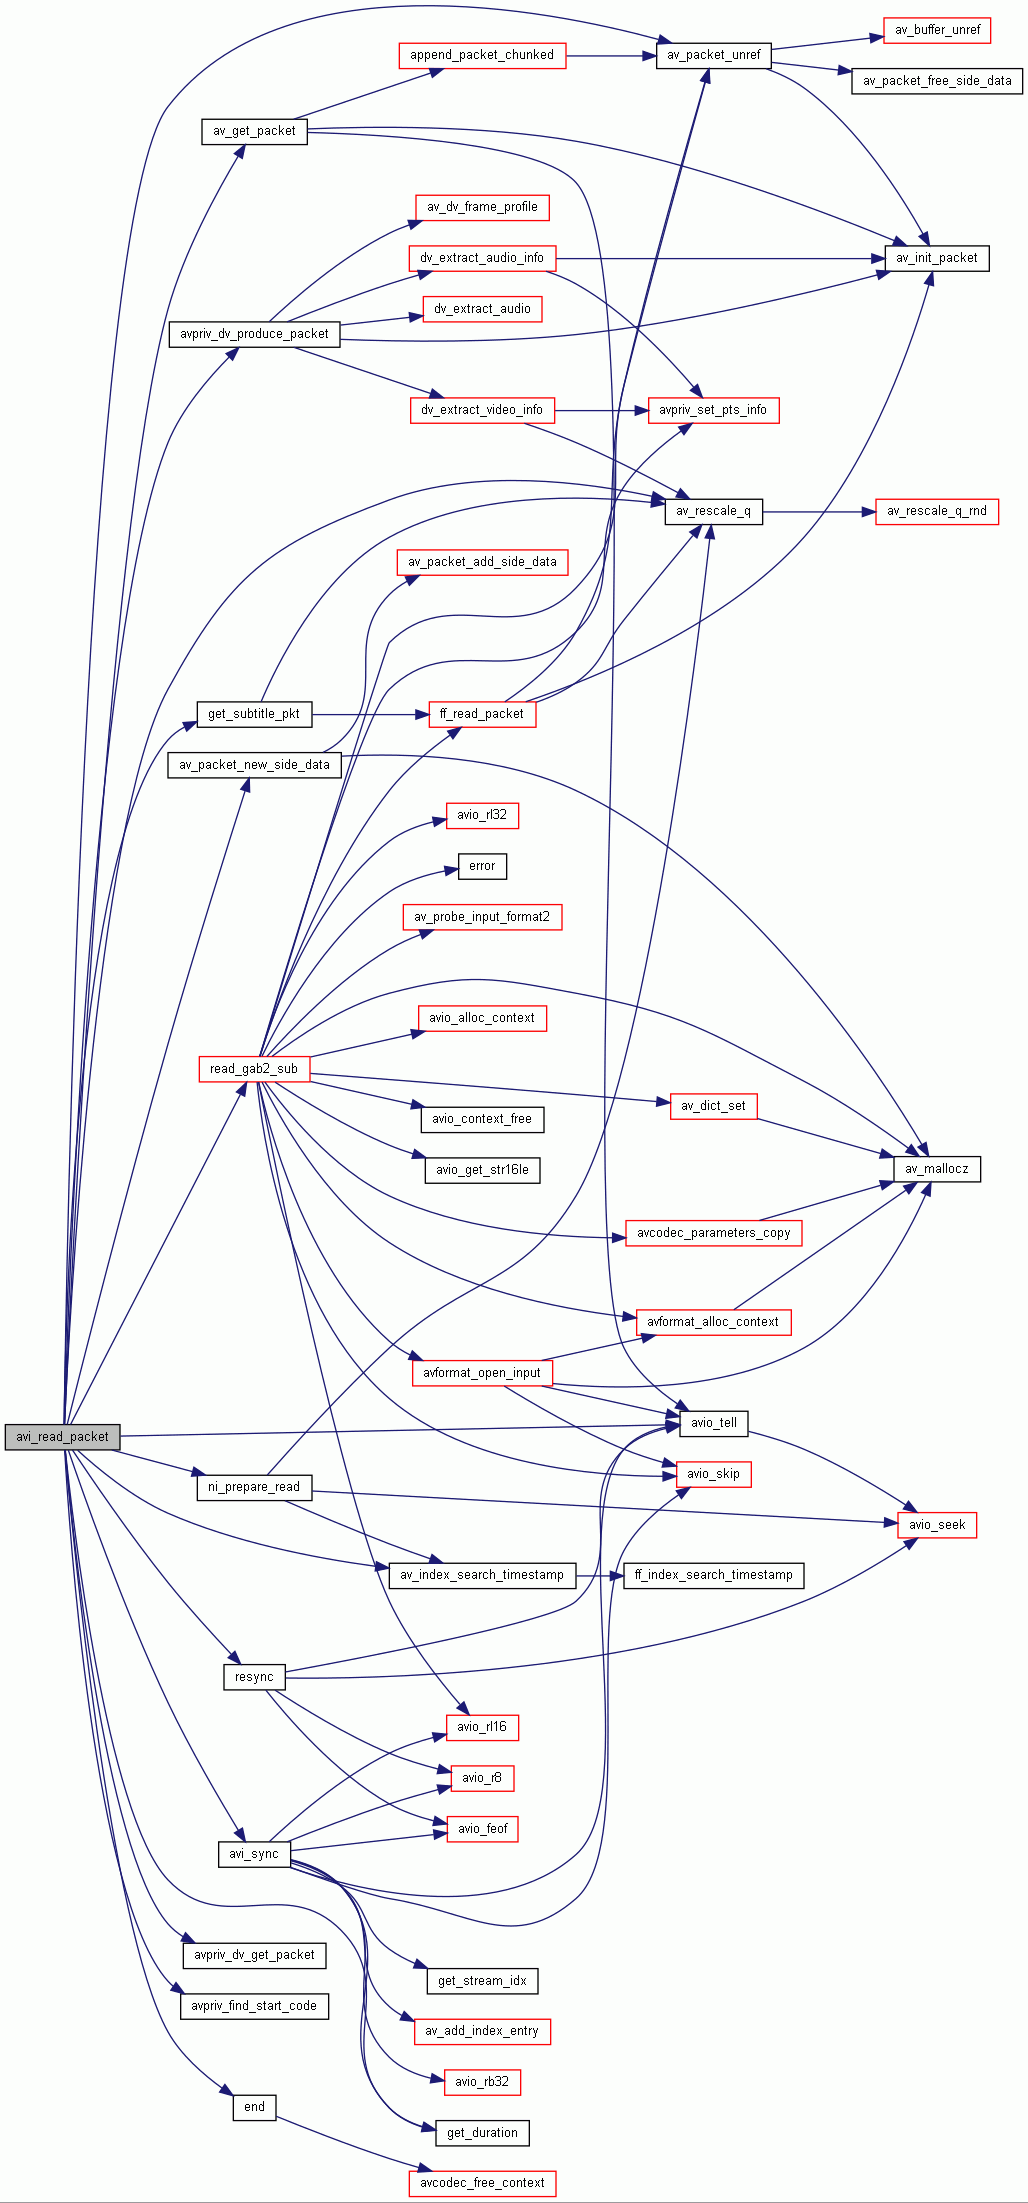 av_buffer_unref
append_packet_chunked
av_packet_unref
av_packet_free_side_data
av_get_packet
av_dv_frame_profile
dv_extract_audio_info
av_init_packet
dv_extract_audio
avpriv_dv_produce_packet
dv_extract_video_info
avpriv_set_pts_info
av_rescale_q
av_rescale_q_rnd
av_packet_add_side_data
get_subtitle_pkt
ff_read_packet
av_packet_new_side_data
avio_rl32
error
av_probe_input_format2
avio_alloc_context
read_gab2_sub
av_dict_set
avio_context_free
avio_get_str16le
av_mallocz
avcodec_parameters_copy
avformat_alloc_context
avformat_open_input
avio_tell
avi_read_packet
avio_skip
ni_prepare_read
avio_seek
av_index_search_timestamp
ff_index_search_timestamp
resync
avio_rl16
avio_r8
avio_feof
avi_sync
avpriv_dv_get_packet
get_stream_idx
avpriv_find_start_code
av_add_index_entry
avio_rb32
end
get_duration
avcodec_free_context